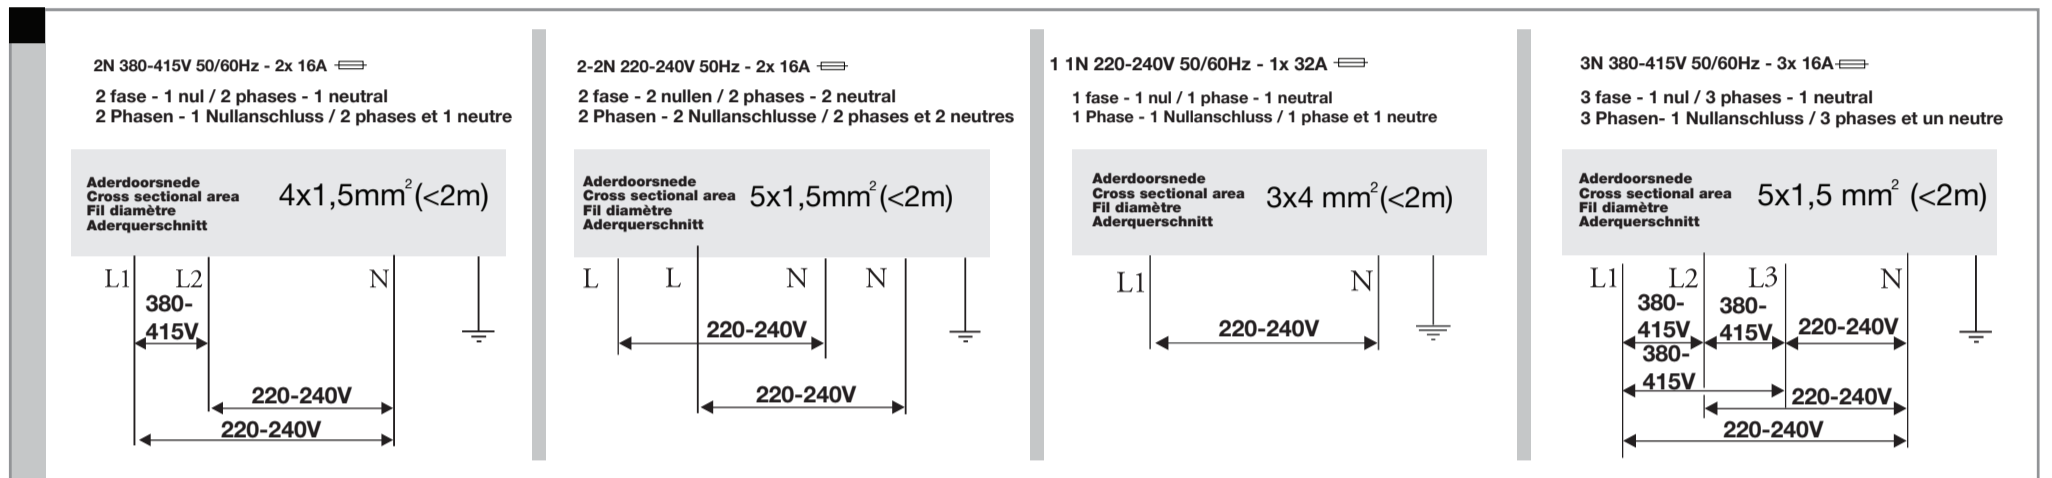 2N 380-415V 50/60Hz - 2x 16A
2 fase - 1 nul / 2 phases - 1 neutral
2 Phasen - 1 Nullanschluss / 2 phases et 1 neutre
Aderdoorsnede
Cross sectional area
Fil diamètre
Aderquerschnitt
4x1,5mm²(<2m)
L1 L2 N
380-
415V
220-240V
220-240V
2-2N 220-240V 50Hz - 2x 16A
2 fase - 2 nullen / 2 phases - 2 neutral
2 Phasen - 2 Nullanschlusse / 2 phases et 2 neutres
Aderdoorsnede
Cross sectional area
Fil diamètre
Aderquerschnitt
5x1,5mm²(<2m)
L L N N
220-240V
220-240V
1 1N 220-240V 50/60Hz - 1x 32A
1 fase - 1 nul / 1 phase - 1 neutral
1 Phase - 1 Nullanschluss / 1 phase et 1 neutre
Aderdoorsnede
Cross sectional area
Fil diamètre
Aderquerschnitt
3x4 mm²(<2m)
L1 N
220-240V
3N 380-415V 50/60Hz - 3x 16A
3 fase - 1 nul / 3 phases - 1 neutral
3 Phasen- 1 Nullanschluss / 3 phases et un neutre
Aderdoorsnede
Cross sectional area
Fil diamètre
Aderquerschnitt
5x1,5 mm² (<2m)
L1 L2 L3 N
380- 380-
415V 415V 220-240V
380-
415V
220-240V
220-240V